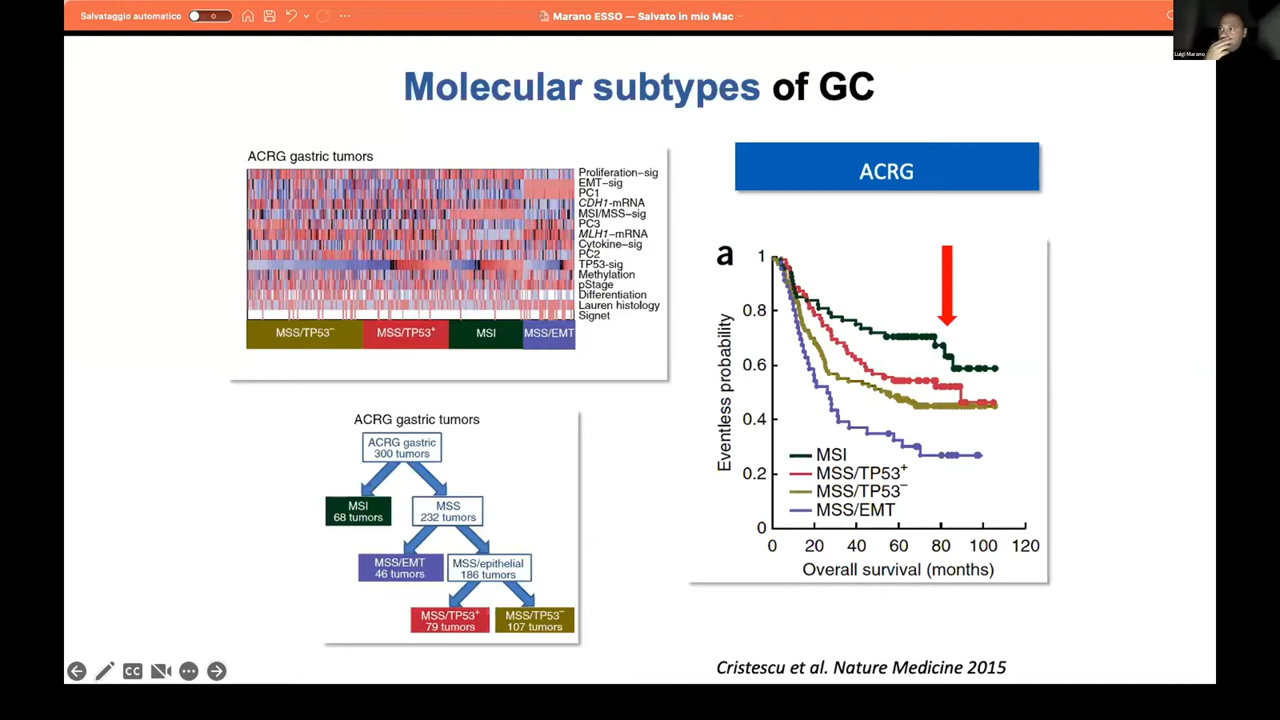 Salvataggio automatico
Marano ESSO — Salvato in mio Mac
Luigi Marano
Molecular subtypes of GC
ACRG gastric tumors
Proliferation-sig
EMT-sig
PC1
CDH1-mRNA
MSI/MSS-sig
PC3
MLH1-mRNA
Cytokine-sig
PC2
TP53-sig
Methylation
pStage
Differentiation
Lauren histology
Signet
MSS/TP53⁻
MSS/TP53⁺
MSI
MSS/EMT
ACRG gastric tumors
ACRG gastric
300 tumors
MSI
68 tumors
MSS
232 tumors
MSS/EMT
46 tumors
MSS/epithelial
186 tumors
MSS/TP53⁺
79 tumors
MSS/TP53⁻
107 tumors
ACRG
a
Eventless probability
1
0.8
0.6
0.4
0.2
0
MSI
MSS/TP53⁺
MSS/TP53⁻
MSS/EMT
0 20 40 60 80 100 120
Overall survival (months)
Cristescu et al. Nature Medicine 2015
CC